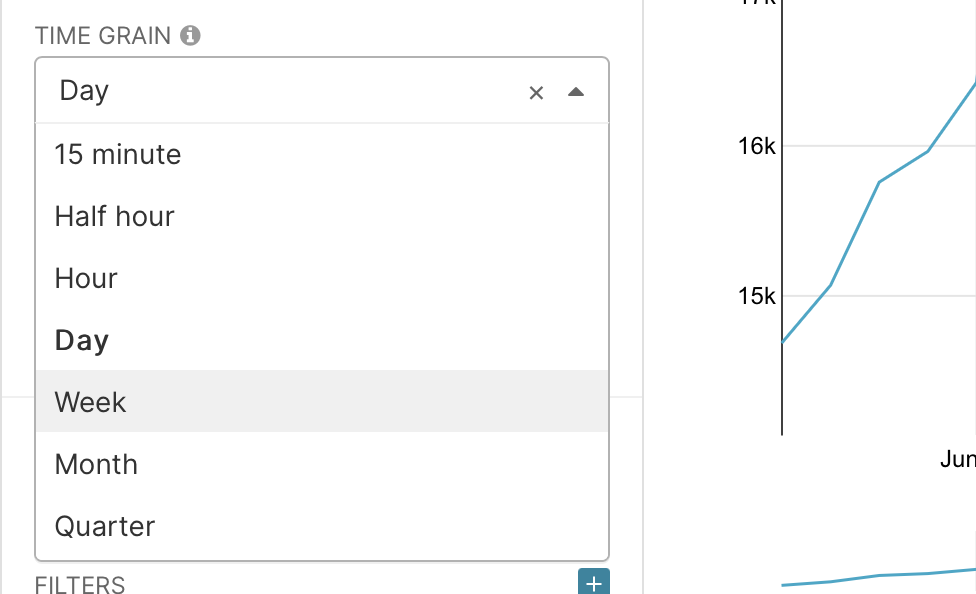 TIME GRAIN
Day
15 minute
Half hour
Hour
Day
Week
Month
Quarter
FILTERS
16k
15k